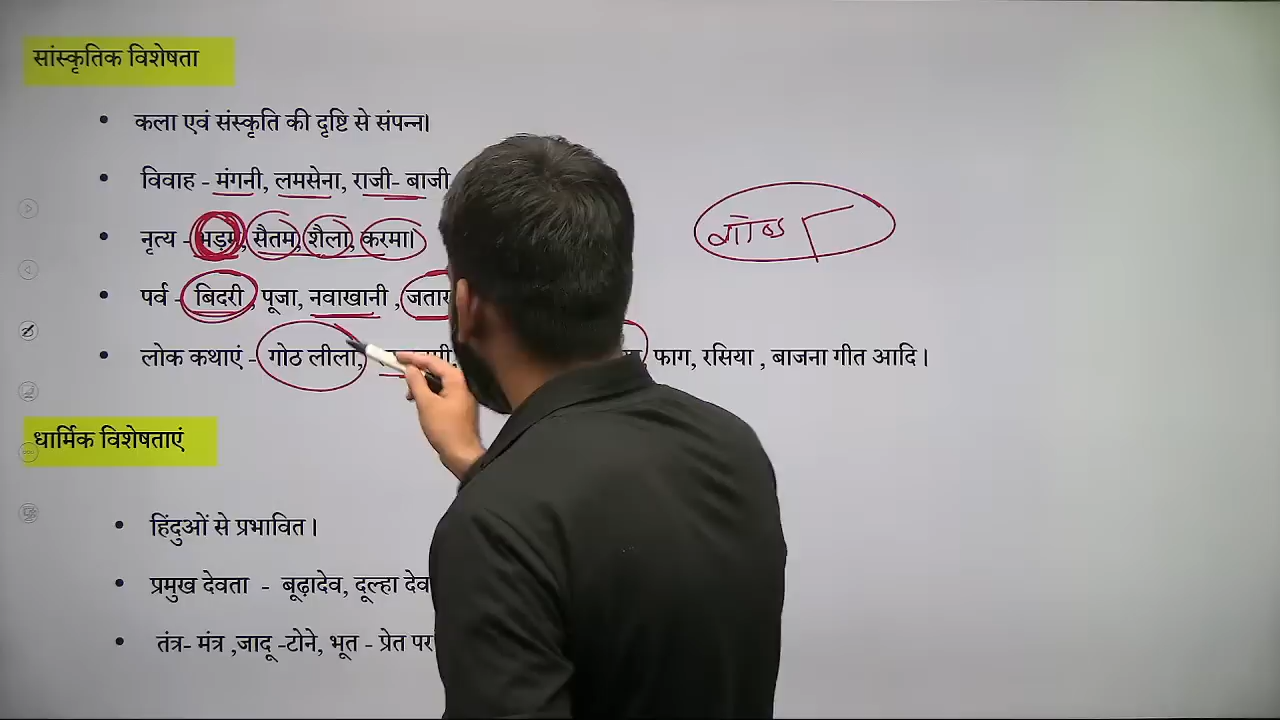 सांस्कृतिक विशेषता
• कला एवं संस्कृति की दृष्टि से संपन्न।
• विवाह - मंगनी, लमसेना, राजी- बाजी
• नृत्य - भड़म, सैतम, शैला, करमा।
• पर्व - बिदरी , पूजा, नवाखानी ,
• लोक कथाएं - गोठ लीला, फाग, रसिया , बाजना गीत आदि।
धार्मिक विशेषताएं
• हिंदुओं से प्रभावित।
• प्रमुख देवता - बूढ़ादेव, दूल्हा देव
• तंत्र- मंत्र ,जादू -टोने, भूत - प्रेत पर